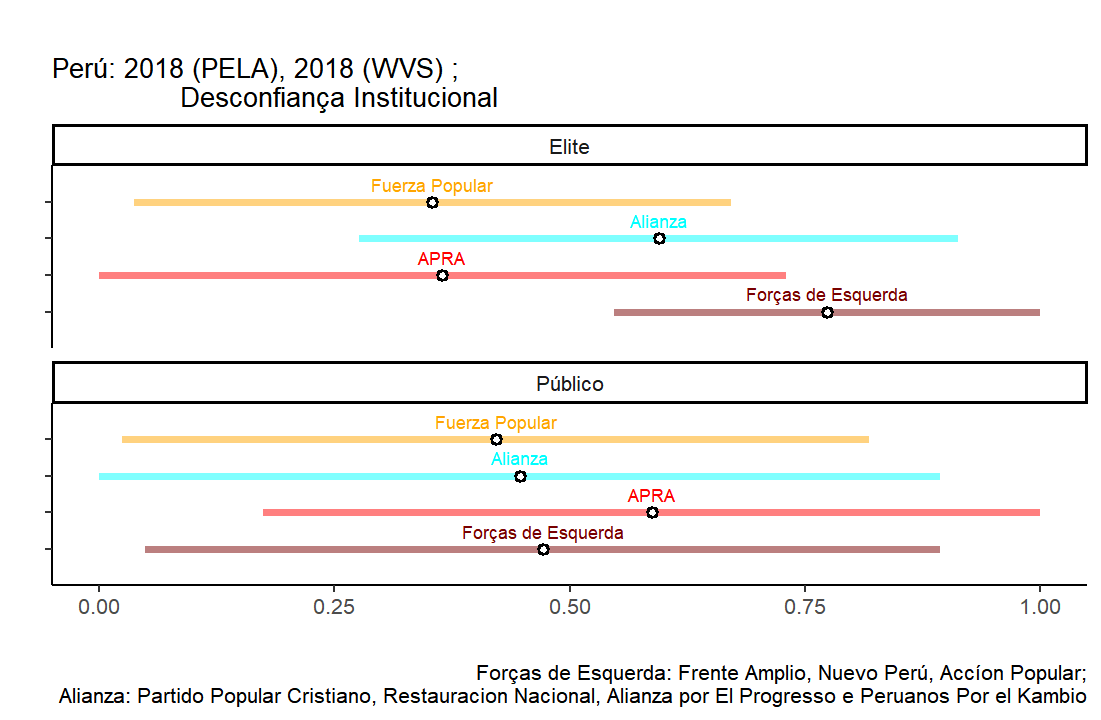 Perú: 2018 (PELA), 2018 (WVS) ;
Desconfiança Institucional
Elite
Fuerza Popular
Alianza
APRA
Forças de Esquerda
Público
Fuerza Popular
Alianza
APRA
Forças de Esquerda
0.00 0.25 0.50 0.75 1.00
Forças de Esquerda: Frente Amplio, Nuevo Perú, Accíon Popular;
Alianza: Partido Popular Cristiano, Restauracion Nacional, Alianza por El Progresso e Peruanos Por el Kambio